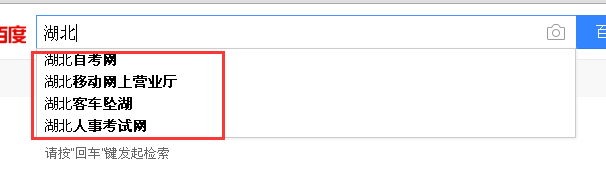 百度
湖北
百
湖北自考网
湖北移动网上营业厅
湖北客车坠湖
湖北人事考试网
请按"回车"键发起检索